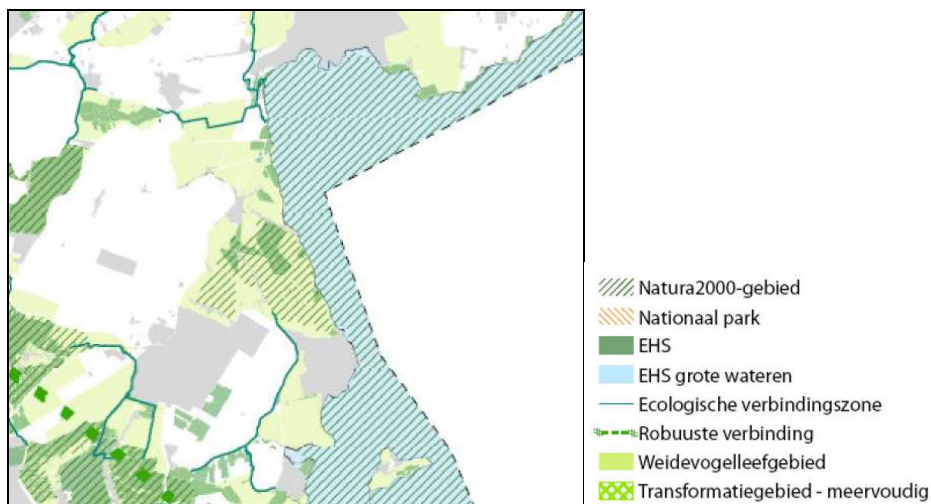 Natura2000-gebied
Nationaal park
EHS
EHS grote wateren
Ecologische verbindingszone
Robuuste verbinding
Weidevogelleefgebied
Transformatiegebied - meervoudig